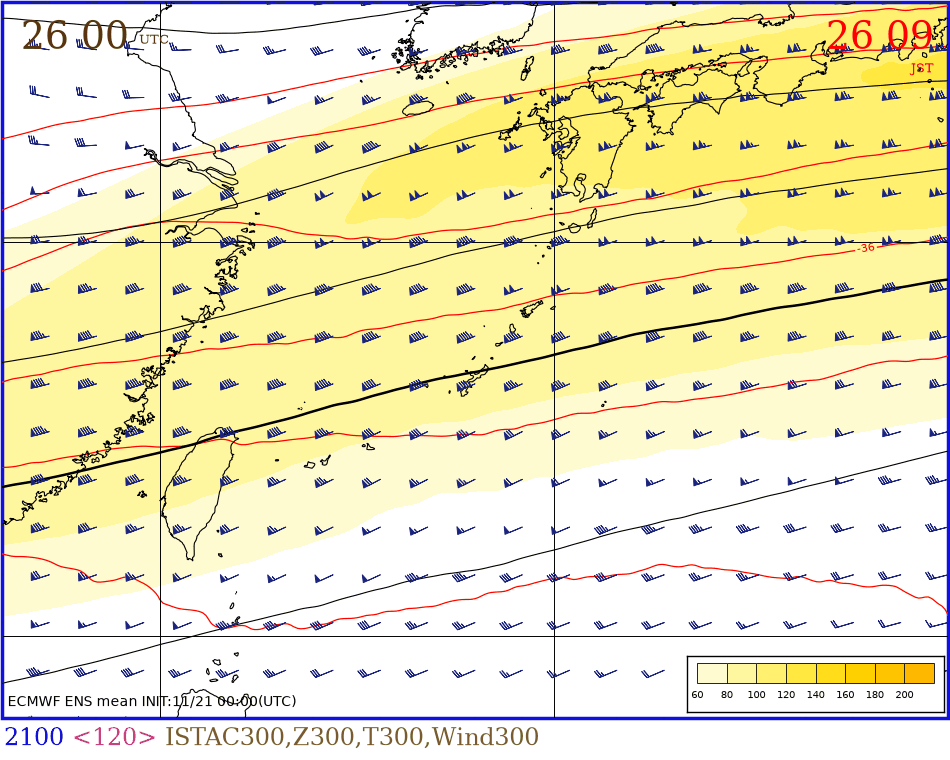 26 00 UTC
26 09
JST
-36
60 80 100 120 140 160 180 200
ECMWF ENS mean INIT:11/21 00:00(UTC)
2100 <120> ISTAC300,Z300,T300,Wind300